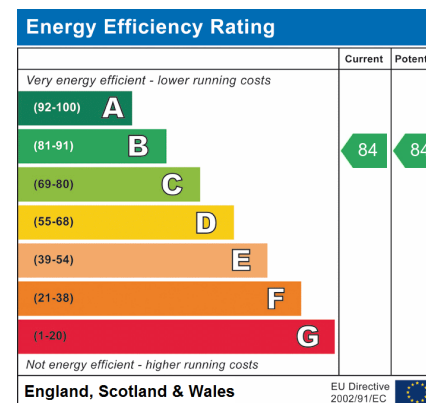 Energy Efficiency Rating
Current Potent
Very energy efficient - lower running costs
(92-100) A
(81-91) B 84 84
(69-80) C
(55-68) D
(39-54) E
(21-38) F
(1-20) G
Not energy efficient - higher running costs
England, Scotland & Wales
EU Directive
2002/91/EC